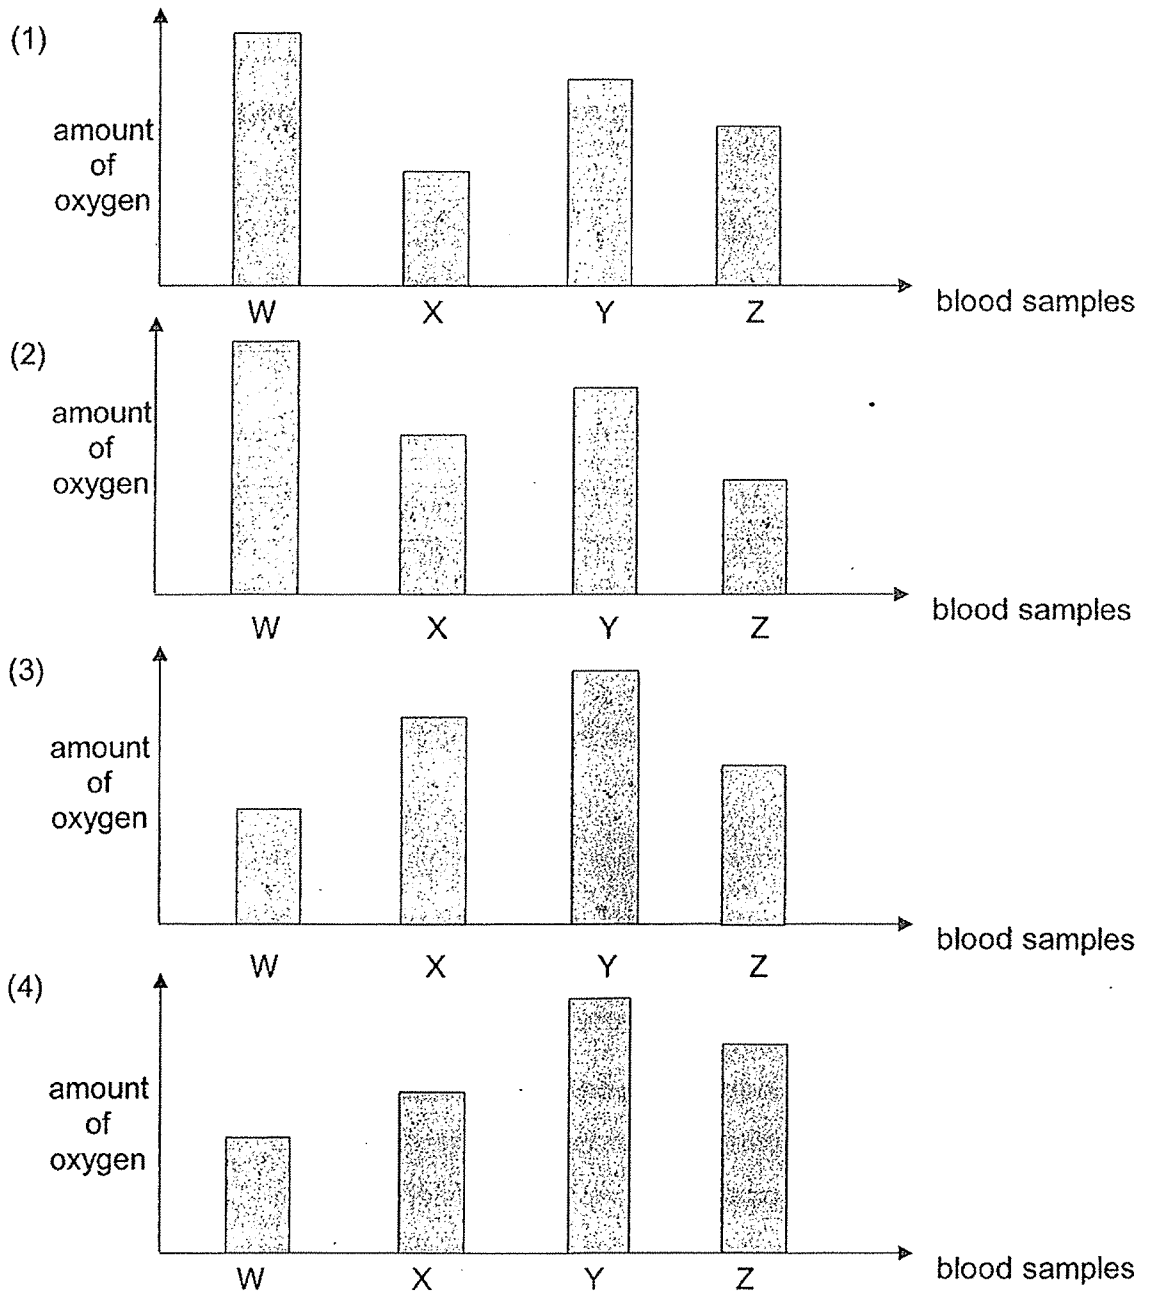 (1)
amount
of
oxygen
W X Y Z
blood samples
(2)
amount
of
oxygen
W X Y Z
blood samples
(3)
amount
of
oxygen
W X Y Z
blood samples
(4)
amount
of
oxygen
W X Y Z
blood samples